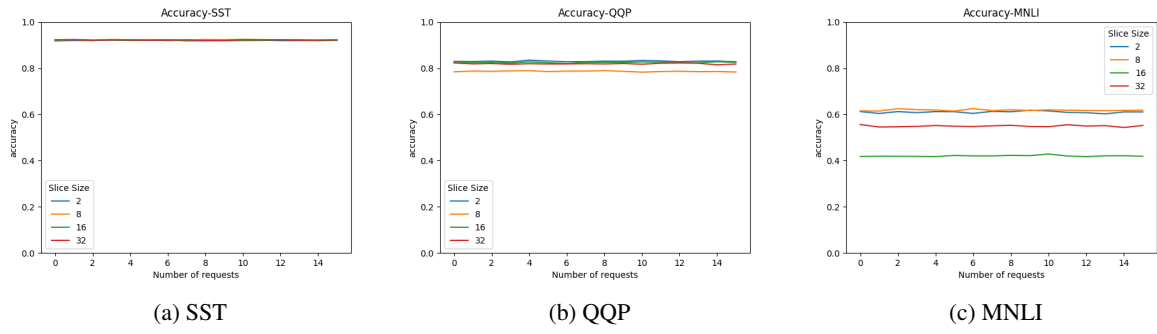 Accuracy-SST
1.0
0.8
0.6
0.4
0.2
0.0
accuracy
Slice Size
2
8
16
32
0 2 4 6 8 10 12 14
Number of requests
(a) SST
Accuracy-QQP
1.0
0.8
0.6
0.4
0.2
0.0
accuracy
Slice Size
2
8
16
32
0 2 4 6 8 10 12 14
Number of requests
(b) QQP
Accuracy-MNLI
1.0
0.8
0.6
0.4
0.2
0.0
accuracy
Slice Size
2
8
16
32
0 2 4 6 8 10 12 14
Number of requests
(c) MNLI